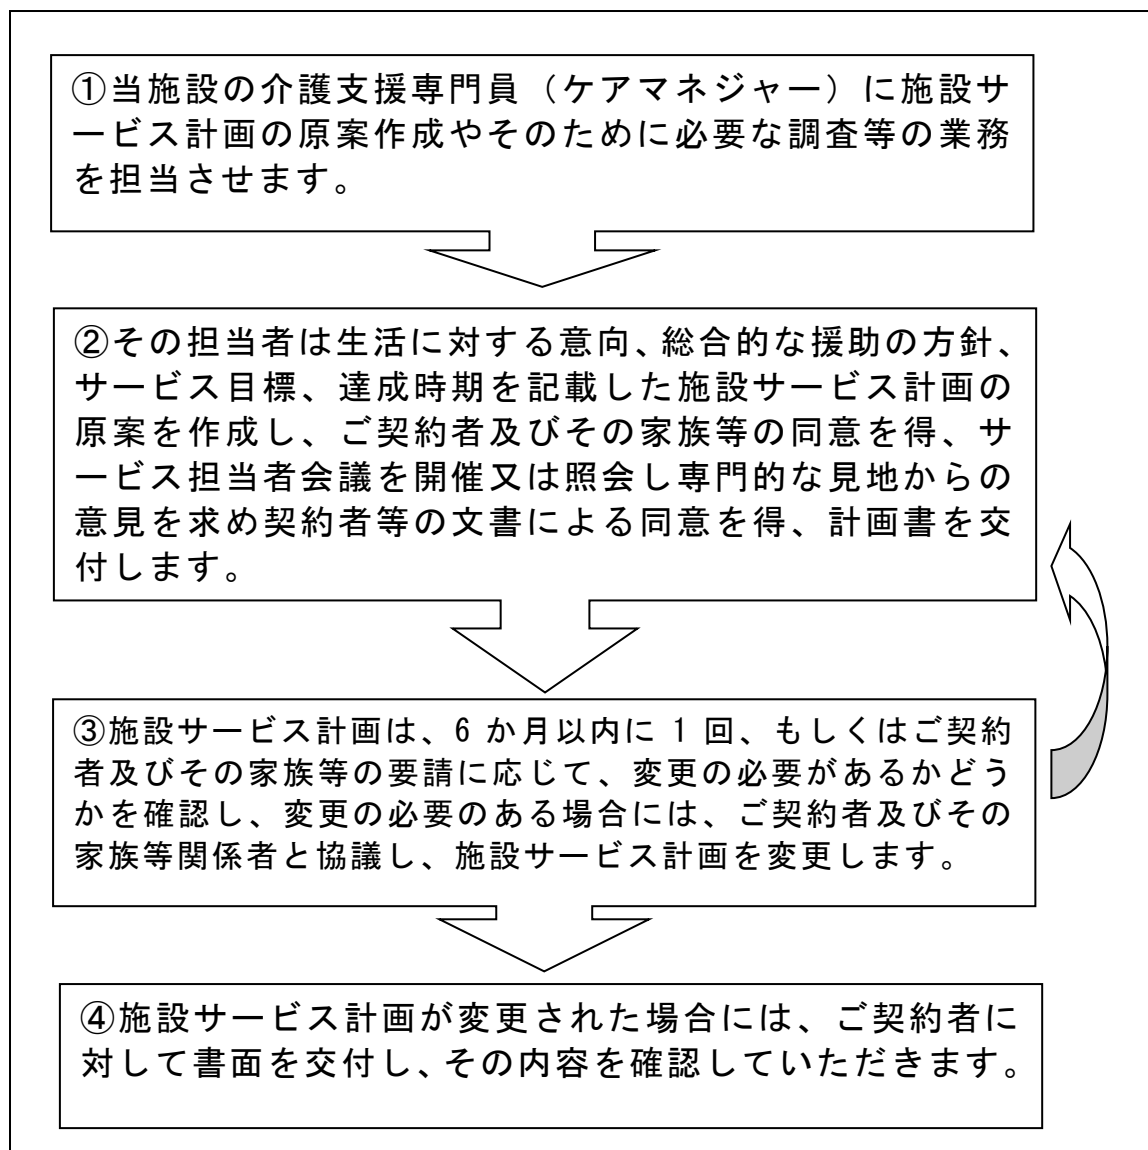 ①当施設の介護支援専門員（ケアマネジャー）に施設サ
ービス計画の原案作成やそのために必要な調査等の業務
を担当させます。
②その担当者は生活に対する意向、総合的な援助の方針、
サービス目標、達成時期を記載した施設サービス計画の
原案を作成し、ご契約者及びその家族等の同意を得、サ
ービス担当者会議を開催又は照会し専門的な見地からの
意見を求め契約者等の文書による同意を得、計画書を交
付します。
③施設サービス計画は、6 か月以内に 1 回、もしくはご契約
者及びその家族等の要請に応じて、変更の必要があるかどう
かを確認し、変更の必要のある場合には、ご契約者及びその
家族等関係者と協議し、施設サービス計画を変更します。
④施設サービス計画が変更された場合には、ご契約者に
対して書面を交付し、その内容を確認していただきます。